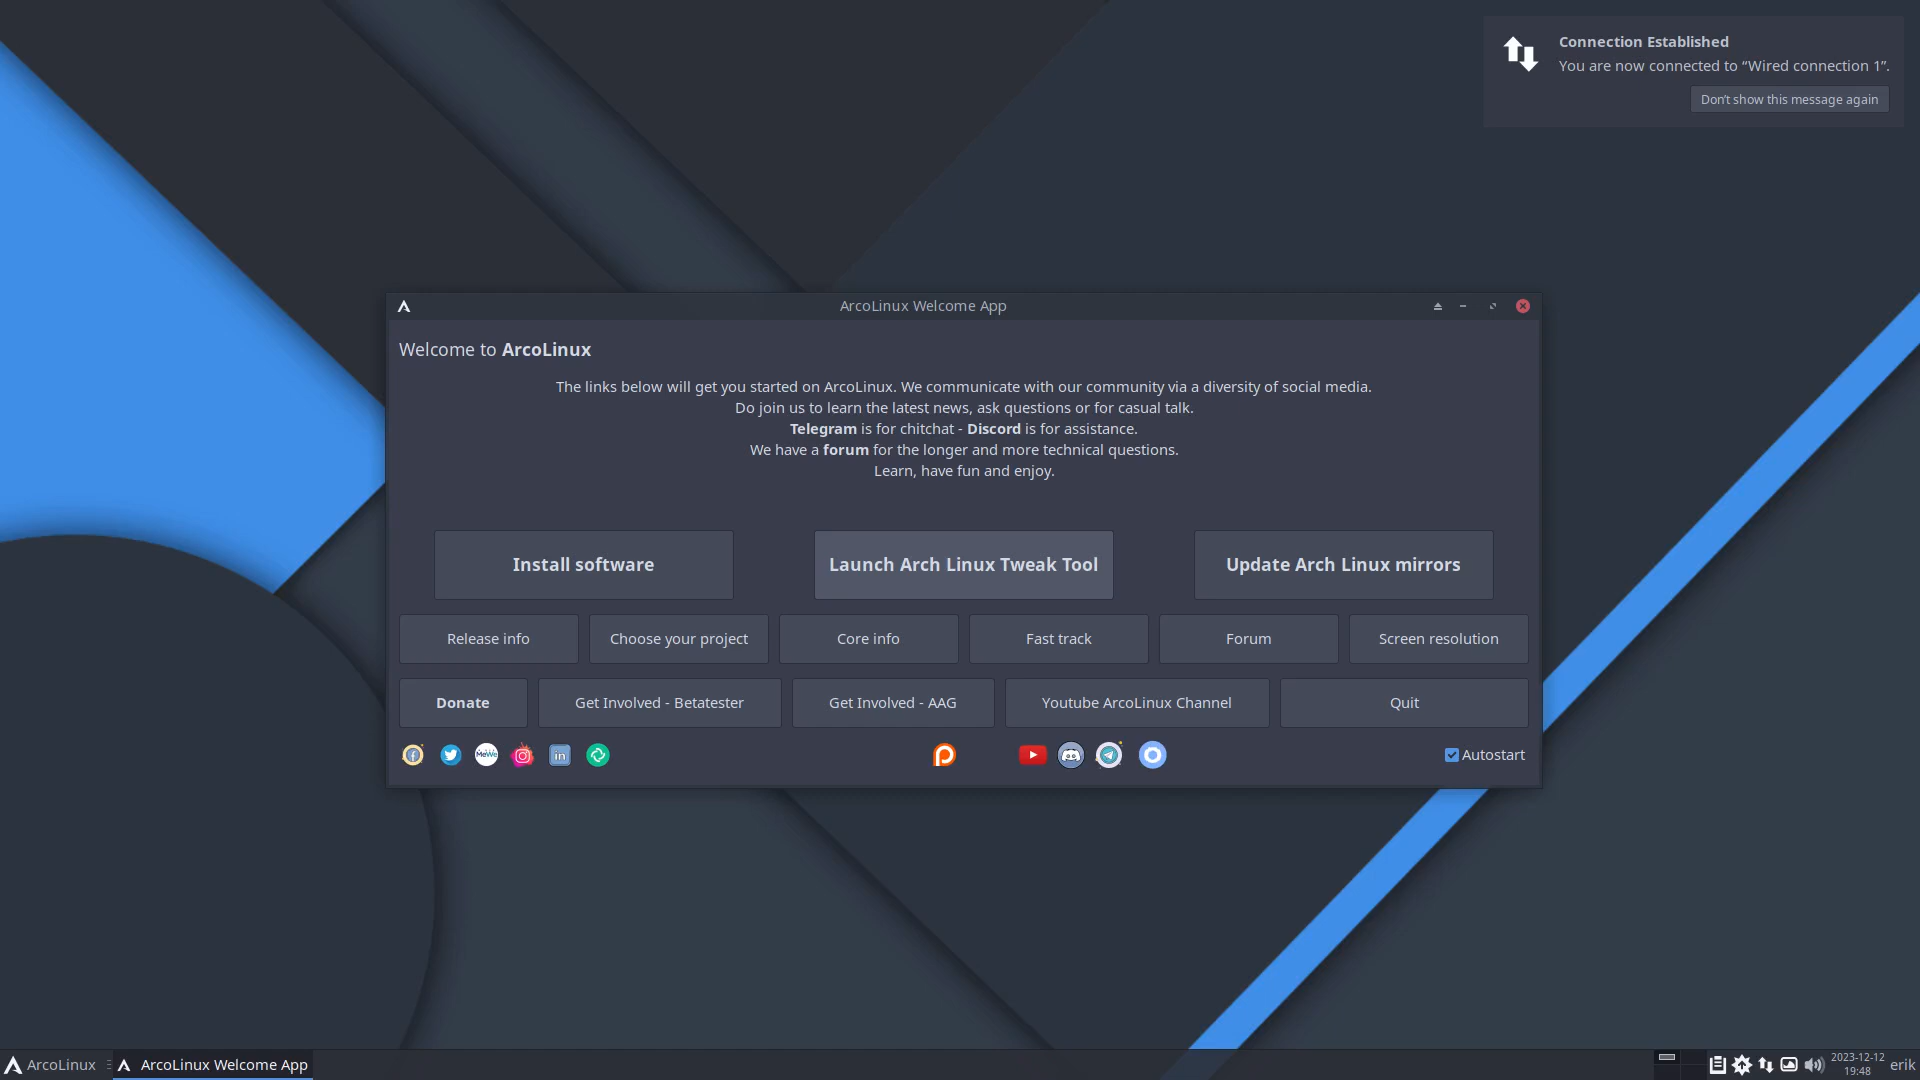 Connection Established
You are now connected to “Wired connection 1”.
Don't show this message again
ArcoLinux Welcome App
Welcome to ArcoLinux
The links below will get you started on ArcoLinux. We communicate with our community via a diversity of social media.
Do join us to learn the latest news, ask questions or for casual talk.
Telegram is for chitchat - Discord is for assistance.
We have a forum for the longer and more technical questions.
Learn, have fun and enjoy.
Install software
Launch Arch Linux Tweak Tool
Update Arch Linux mirrors
Release info
Choose your project
Core info
Fast track
Forum
Screen resolution
Donate
Get Involved - Betatester
Get Involved - AAG
Youtube ArcoLinux Channel
Quit
MeWe
in
Autostart
ArcoLinux
ArcoLinux Welcome App
2023-12-12
19:48
erik